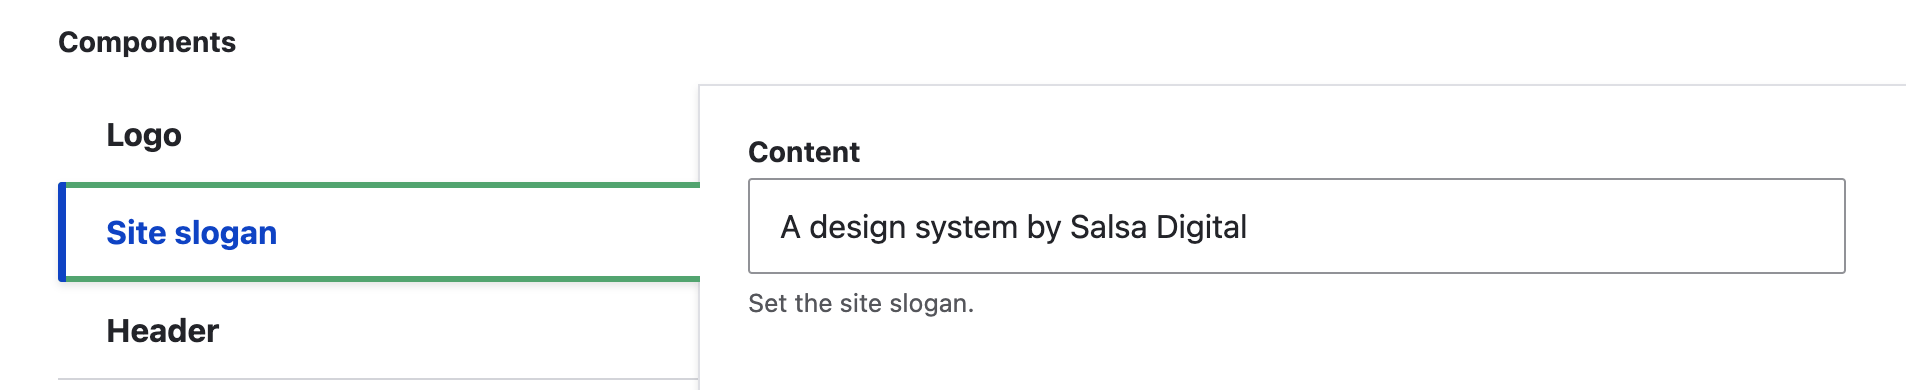 Components
Logo
Site slogan
Header
Content
A design system by Salsa Digital
Set the site slogan.